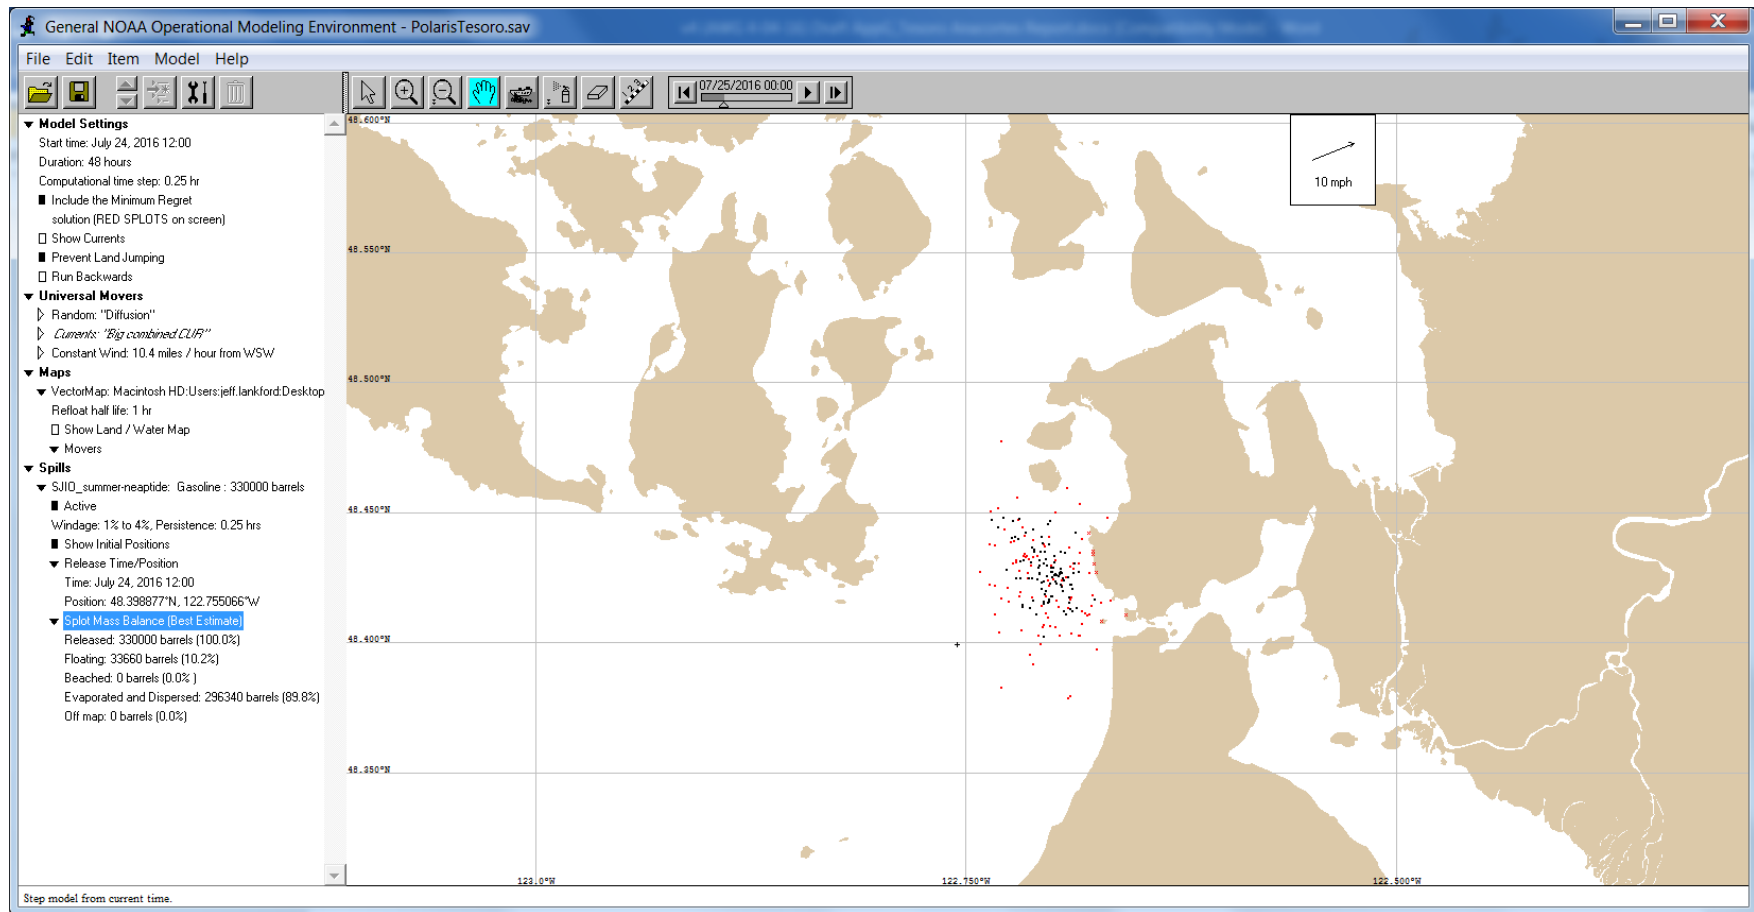 General NOAA Operational Modeling Environment - PolarisTesoro.sav
File Edit Item Model Help
07/25/2016 00:00
Model Settings
Start time: July 24, 2016 12:00
Duration: 48 hours
Computational time step: 0.25 hr
Include the Minimum Regret
solution (RED SPLOTS on screen)
Show Currents
Prevent Land Jumping
Run Backwards
Universal Movers
Random: "Diffusion"
Currents: "Big combined.CUR"
Constant Wind: 10.4 miles / hour from WSW
Maps
VectorMap: Macintosh HD:Users:jeff.lankford:Desktop
Refloat half life: 1 hr
Show Land / Water Map
Movers
Spills
SJIO_summer-neaptide: Gasoline : 330000 barrels
Active
Windage: 1% to 4%, Persistence: 0.25 hrs
Show Initial Positions
Release Time/Position
Time: July 24, 2016 12:00
Position: 48.398877°N, 122.755066°W
Splot Mass Balance (Best Estimate)
Released: 330000 barrels (100.0%)
Floating: 33660 barrels (10.2%)
Beached: 0 barrels (0.0% )
Evaporated and Dispersed: 296340 barrels (89.8%)
Off map: 0 barrels (0.0%)
48.600°N
10 mph
48.550°N
48.500°N
48.450°N
48.400°N
48.350°N
123.0°W
122.750°W
122.500°W
Step model from current time.